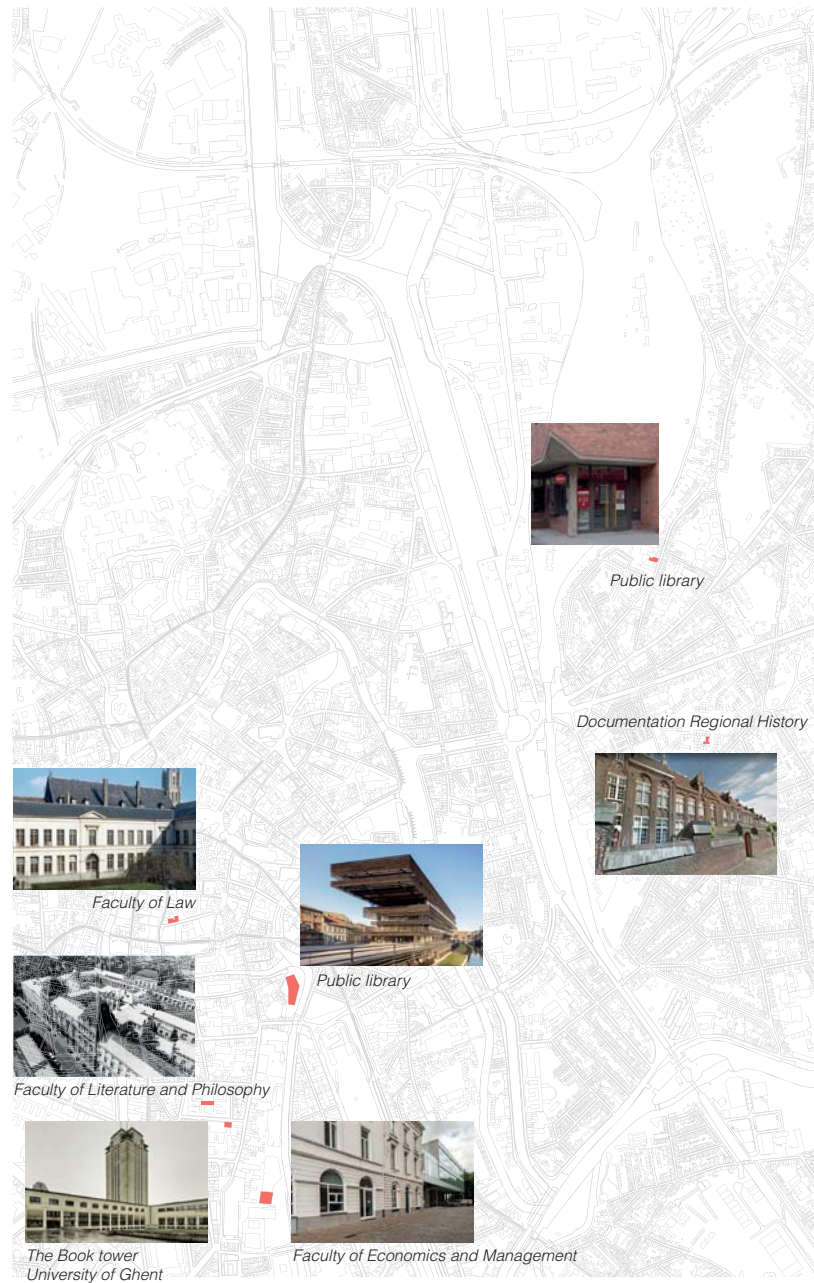 Public library
Documentation Regional History
Faculty of Law
Public library
Faculty of Literature and Philosophy
The Book tower
University of Ghent
Faculty of Economics and Management